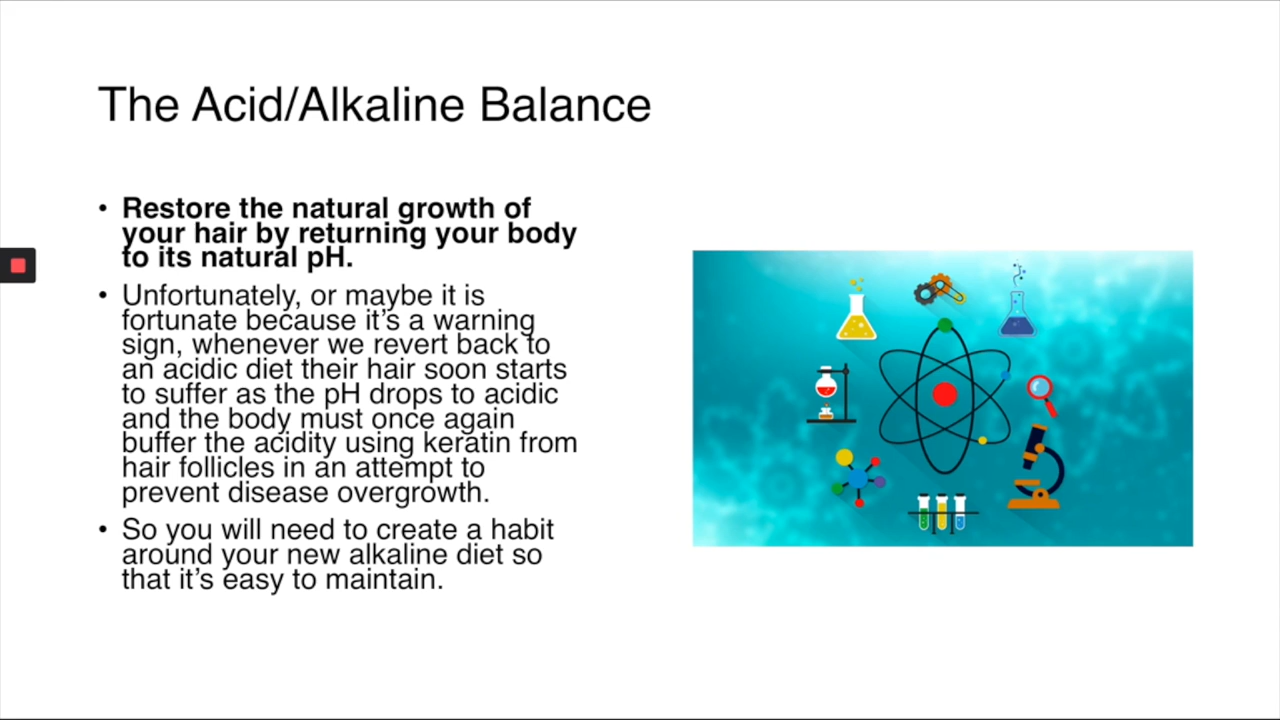 The Acid/Alkaline Balance
• Restore the natural growth of
your hair by returning your body
to its natural pH.
• Unfortunately, or maybe it is
fortunate because it’s a warning
sign, whenever we revert back to
an acidic diet their hair soon starts
to suffer as the pH drops to acidic
and the body must once again
buffer the acidity using keratin from
hair follicles in an attempt to
prevent disease overgrowth.
• So you will need to create a habit
around your new alkaline diet so
that it’s easy to maintain.